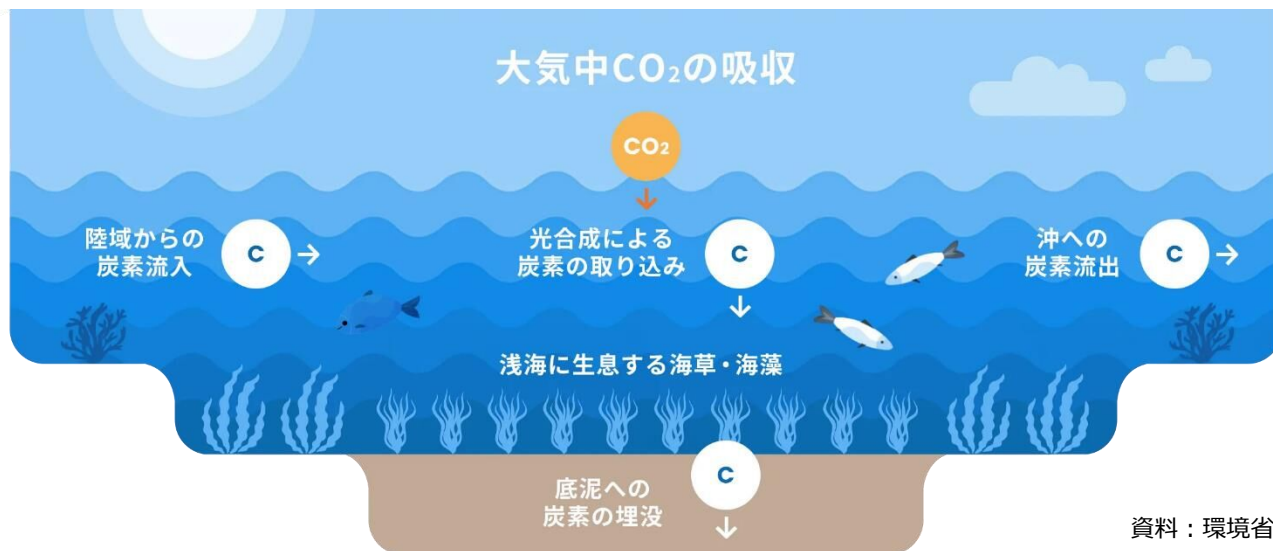 大気中CO₂の吸収
CO₂
陸域からの
炭素流入
C
光合成による
炭素の取り込み
C
沖への
炭素流出
C
浅海に生息する海草・海藻
底泥への
炭素の埋没
C
資料：環境省